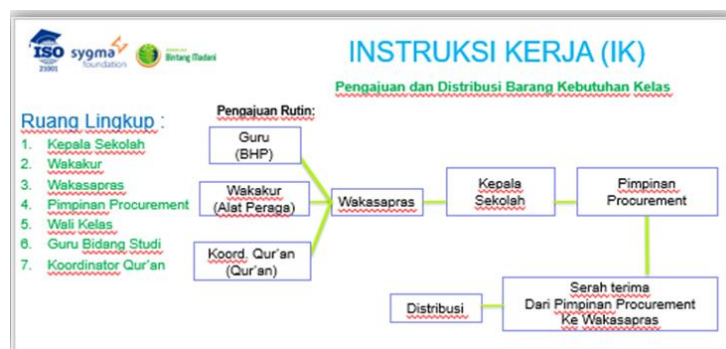 ISO
21001
sygma
foundation
Bintang Madani
INSTRUKSI KERJA (IK)
Pengajuan dan Distribusi Barang Kebutuhan Kelas
Ruang Lingkup :
1. Kepala Sekolah
2. Wakakur
3. Wakasapras
4. Pimpinan Procurement
5. Wali Kelas
6. Guru Bidang Studi
7. Koordinator Qur'an
Pengajuan Rutin:
Guru
(BHP)
Wakakur
(Alat Peraga)
Koord. Qur'an
(Qur'an)
Wakasapras
Kepala
Sekolah
Pimpinan
Procurement
Serah terima
Dari Pimpinan Procurement
Ke Wakasapras
Distribusi